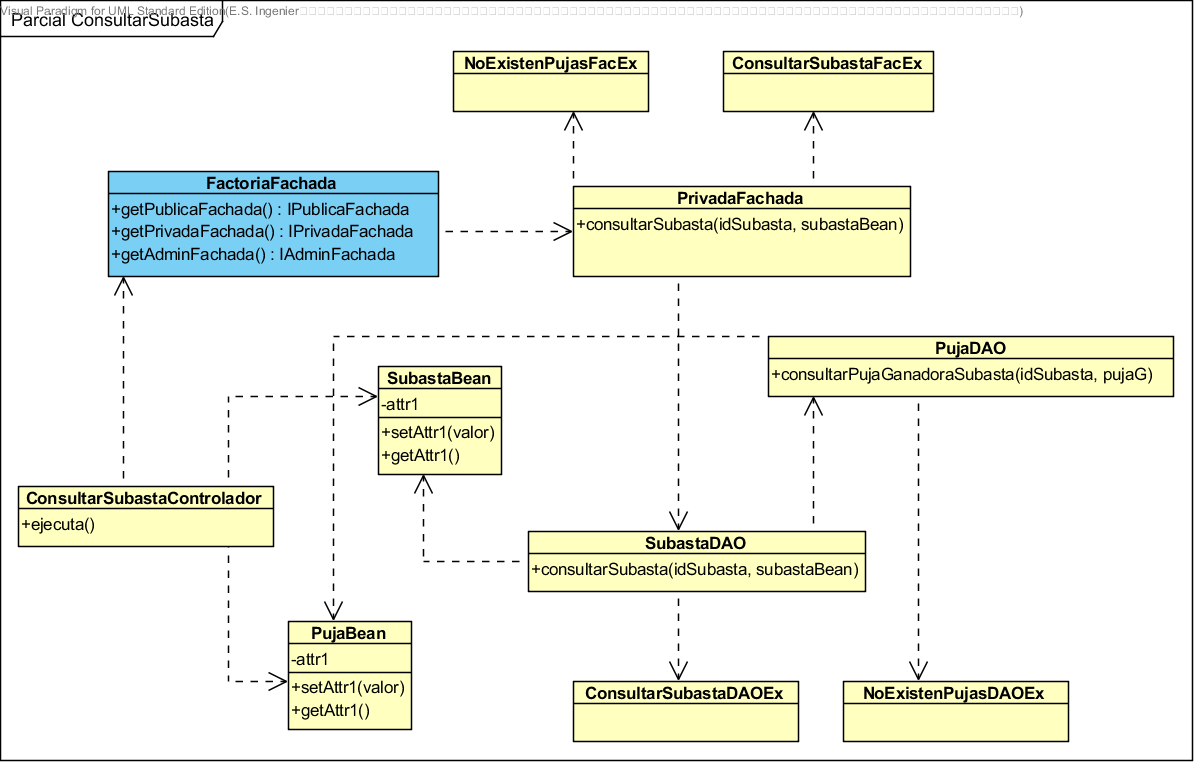 Visual Paradigm for UML Standard Edition(E.S. Ingenier
Parcial ConsultarSubasta
NoExistenPujasFacEx
ConsultarSubastaFacEx
FactoriaFachada
+getPublicaFachada() : IPublicaFachada
+getPrivadaFachada() : IPrivadaFachada
+getAdminFachada() : IAdminFachada
PrivadaFachada
+consultarSubasta(idSubasta, subastaBean)
PujaDAO
+consultarPujaGanadoraSubasta(idSubasta, pujaG)
SubastaBean
-attr1
+setAttr1(valor)
+getAttr1()
ConsultarSubastaControlador
+ejecuta()
SubastaDAO
+consultarSubasta(idSubasta, subastaBean)
PujaBean
-attr1
+setAttr1(valor)
+getAttr1()
ConsultarSubastaDAOEx
NoExistenPujasDAOEx